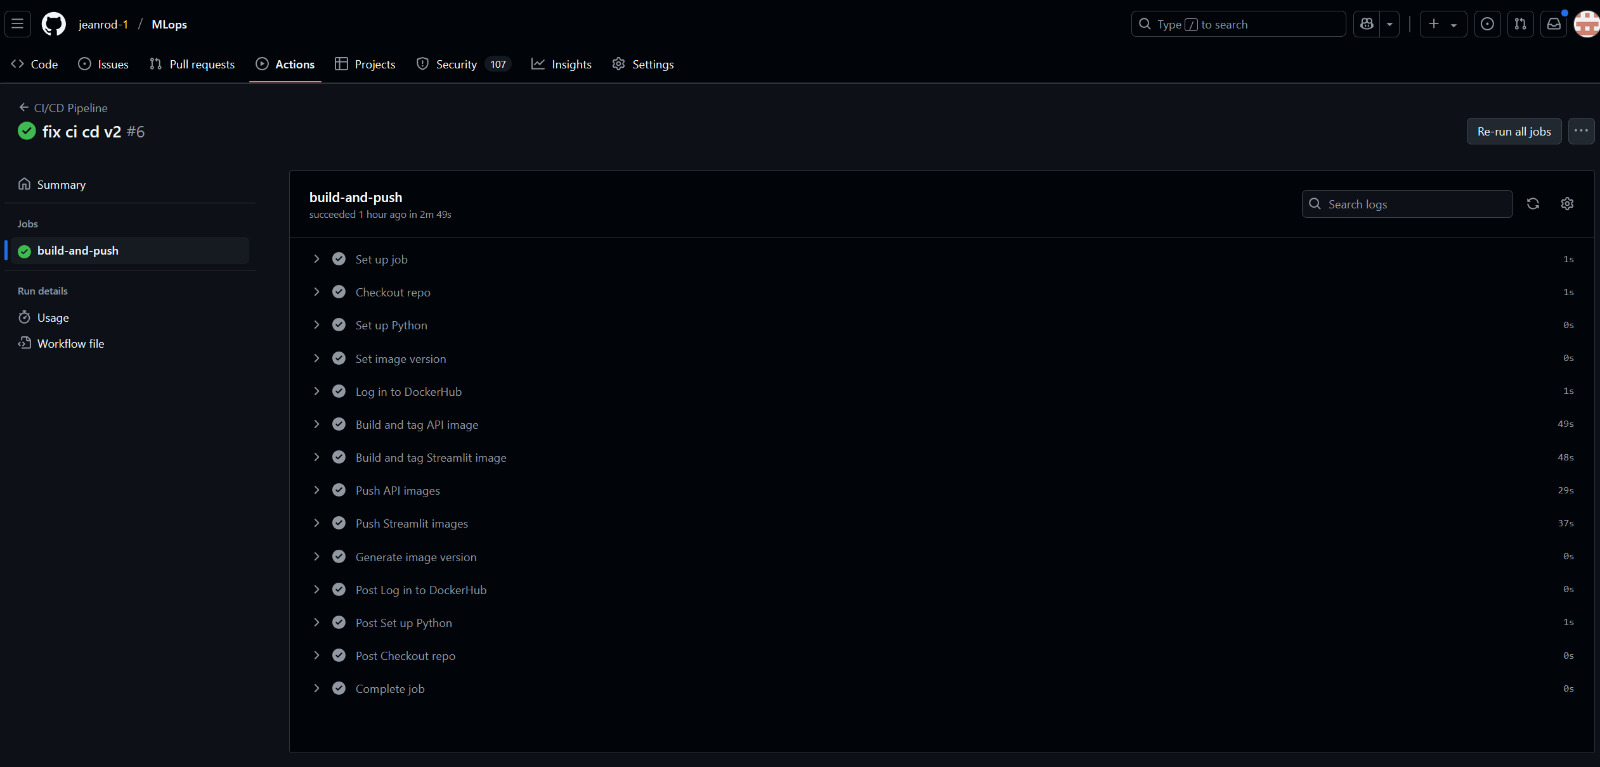 jeanrod-1 / MLops
Type / to search
Code Issues Pull requests Actions Projects Security 107 Insights Settings
CI/CD Pipeline
fix ci cd v2 #6
Re-run all jobs
Summary
Jobs
build-and-push
Run details
Usage
Workflow file
build-and-push
succeeded 1 hour ago in 2m 49s
Search logs
Set up job 1s
Checkout repo 1s
Set up Python 0s
Set image version 0s
Log in to DockerHub 1s
Build and tag API image 49s
Build and tag Streamlit image 48s
Push API images 29s
Push Streamlit images 37s
Generate image version 0s
Post Log in to DockerHub 0s
Post Set up Python 1s
Post Checkout repo 0s
Complete job 0s